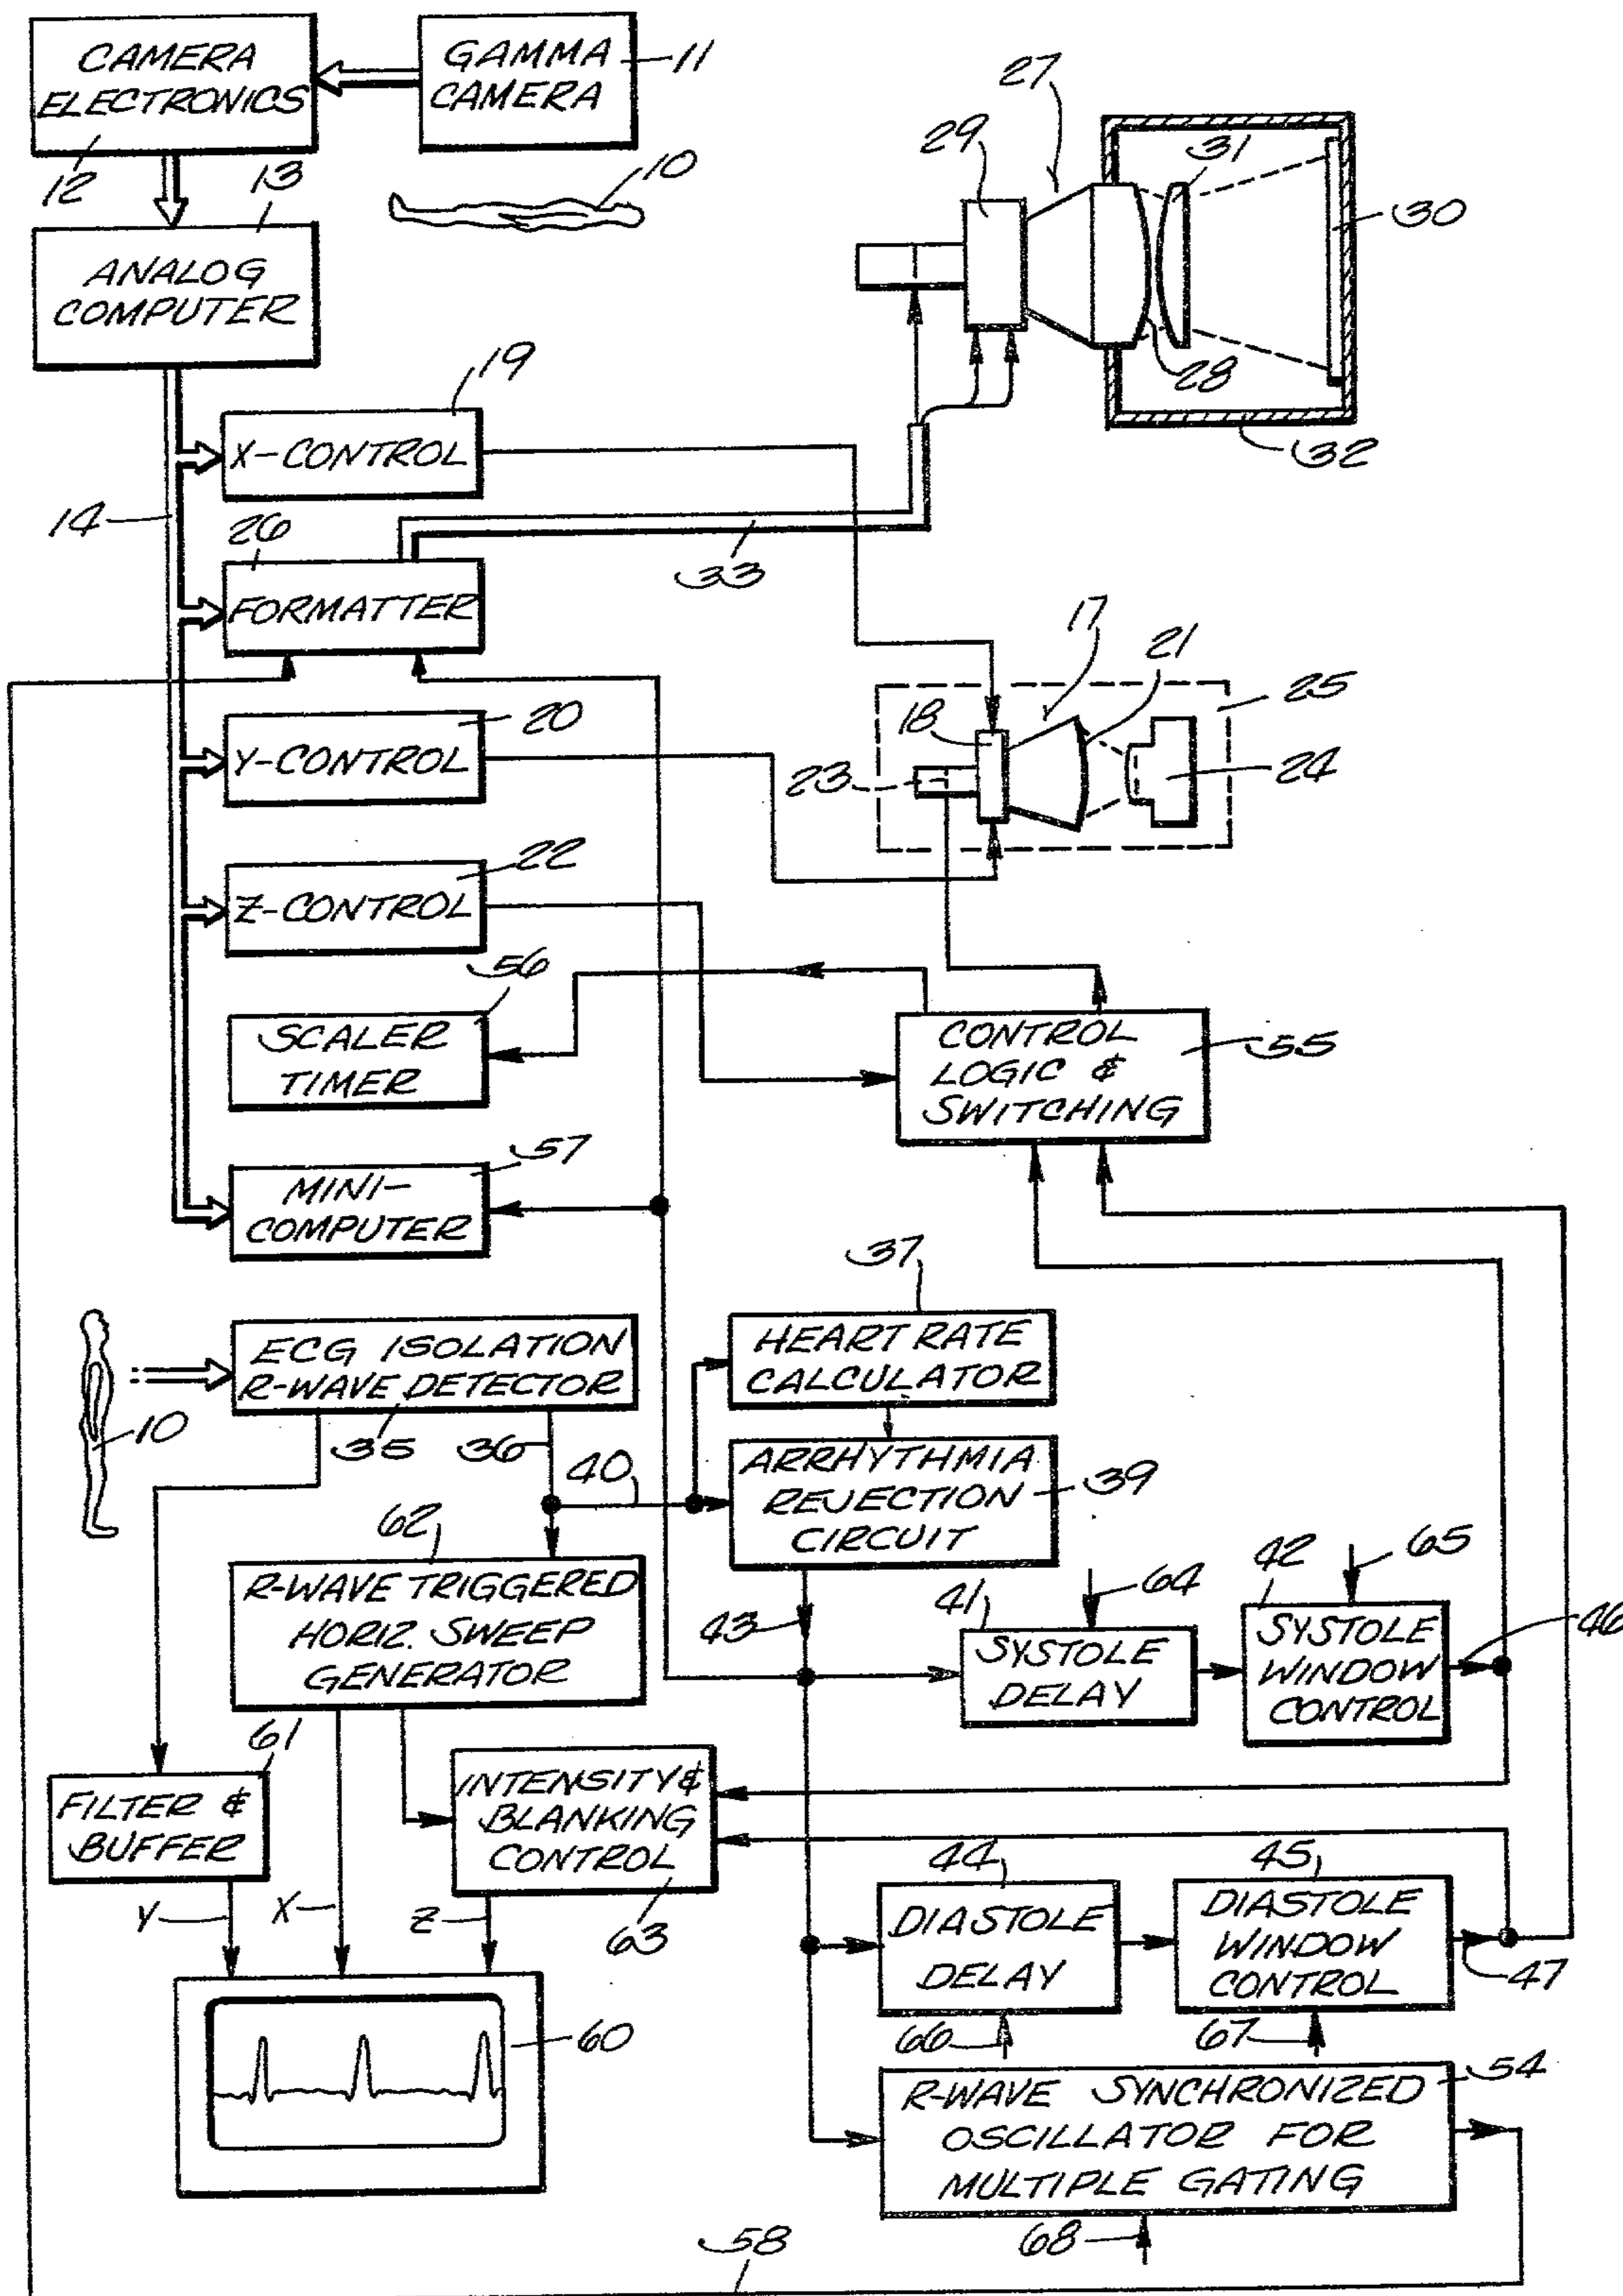 CAMERA
ELECTRONICS
12
GAMMA
CAMERA
11
10
13
ANALOG
COMPUTER
27
29
31
30
28
32
19
X-CONTROL
14
26
FORMATTER
33
20
Y-CONTROL
17
21
25
18
23
24
22
Z-CONTROL
56
SCALER
TIMER
CONTROL
LOGIC &
SWITCHING
55
57
MINI-
COMPUTER
37
HEART RATE
CALCULATOR
ECG ISOLATION
R-WAVE DETECTOR
10
35
36
40
ARRHYTHMIA
REJECTION
CIRCUIT
39
62
R-WAVE TRIGGERED
HORIZ. SWEEP
GENERATOR
43
41
64
SYSTOLE
DELAY
42
65
SYSTOLE
WINDOW
CONTROL
46
61
FILTER &
BUFFER
INTENSITY &
BLANKING
CONTROL
63
Y
X
Z
44
DIASTOLE
DELAY
45
DIASTOLE
WINDOW
CONTROL
47
60
66
67
54
R-WAVE SYNCHRONIZED
OSCILLATOR FOR
MULTIPLE GATING
68
58